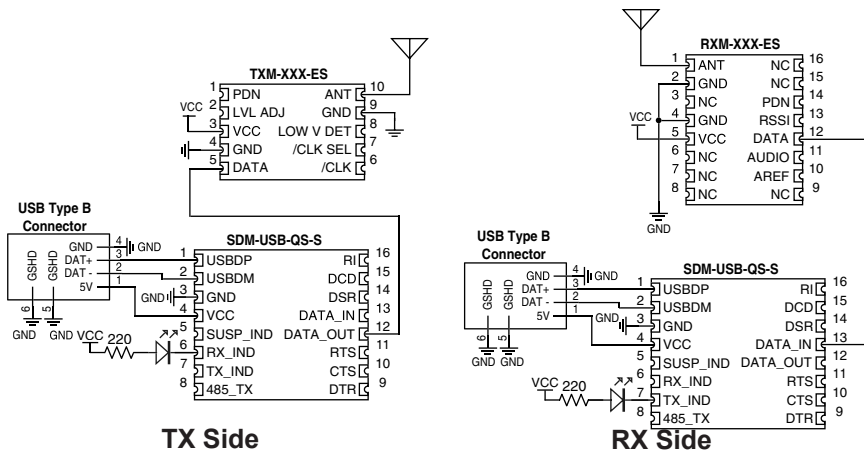 TXM-XXX-ES
1 PDN ANT 10
2 LVL ADJ GND 9
VCC 3 VCC LOW V DET 8
4 GND /CLK SEL 7
5 DATA /CLK 6
USB Type B
Connector
GND 4 GND
DAT+ 3
DAT - 2
5V 1
GSHD GSHD
6 5
GND GND
SDM-USB-QS-S
1 USBDP RI 16
2 USBDM DCD 15
GND 3 GND DSR 14
4 VCC DATA_IN 13
5 SUSP_IND DATA_OUT 12
VCC 220 6 RX_IND RTS 11
7 TX_IND CTS 10
8 485_TX DTR 9
TX Side
RXM-XXX-ES
1 ANT NC 16
2 GND NC 15
3 NC PDN 14
4 GND RSSI 13
VCC 5 VCC DATA 12
6 NC AUDIO 11
7 NC AREF 10
8 NC NC 9
GND
USB Type B
Connector
GND 4 GND
DAT+ 3
DAT - 2
5V 1
GSHD GSHD
6 5
GND GND
SDM-USB-QS-S
1 USBDP RI 16
2 USBDM DCD 15
GND 3 GND DSR 14
4 VCC DATA_IN 13
5 SUSP_IND DATA_OUT 12
6 RX_IND RTS 11
VCC 220 7 TX_IND CTS 10
8 485_TX DTR 9
RX Side